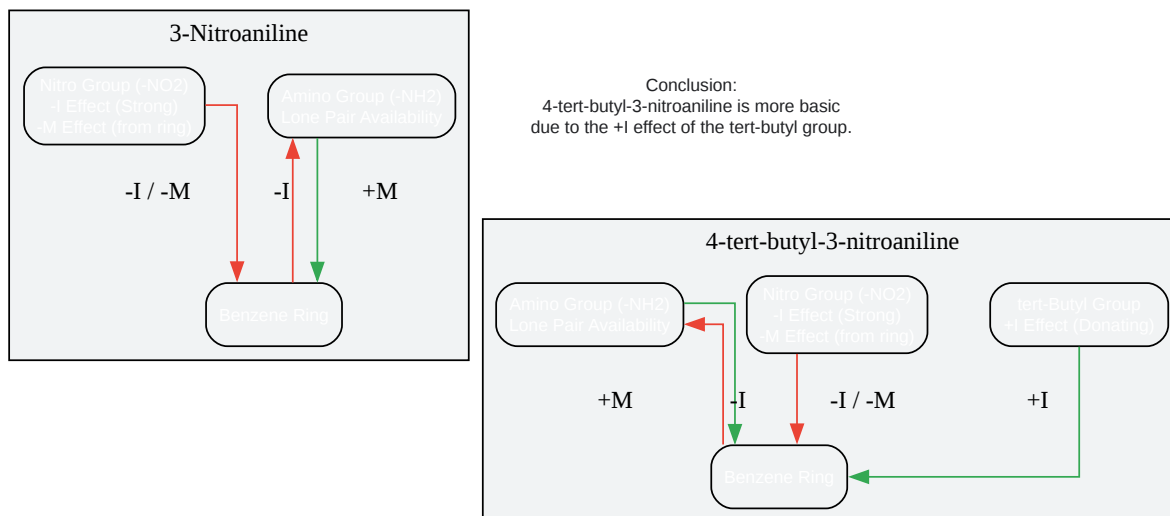 3-Nitroaniline
Nitro Group (-NO2)
-I Effect (Strong)
-M Effect (from ring)
Amino Group (-NH2)
Lone Pair Availability
-I / -M
-I
+M
Benzene Ring
Conclusion:
4-tert-butyl-3-nitroaniline is more basic
due to the +I effect of the tert-butyl group.
4-tert-butyl-3-nitroaniline
Amino Group (-NH2)
Lone Pair Availability
Nitro Group (-NO2)
-I Effect (Strong)
-M Effect (from ring)
tert-Butyl Group
+I Effect (Donating)
+M
-I
-I / -M
+I
Benzene Ring